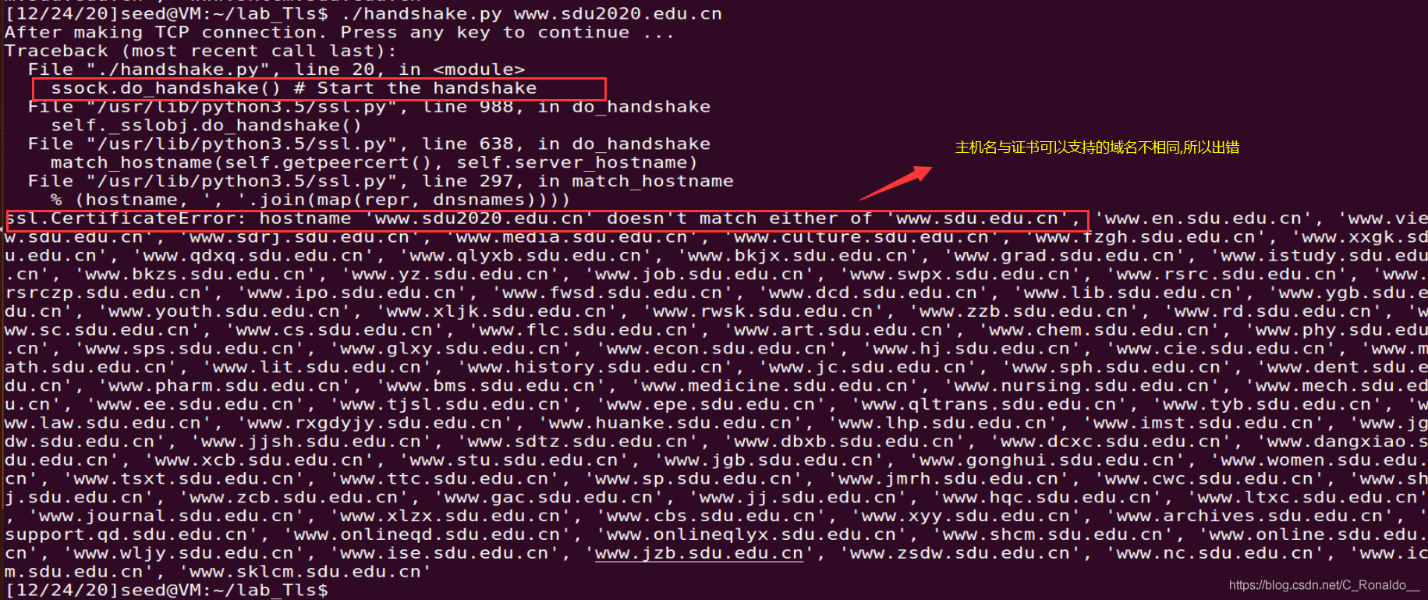 [12/24/20]seed@VM:~/lab_Tls$ ./handshake.py www.sdu2020.edu.cn
After making TCP connection. Press any key to continue ...
Traceback (most recent call last):
  File "./handshake.py", line 20, in <module>
    ssock.do_handshake() # Start the handshake
  File "/usr/lib/python3.5/ssl.py", line 988, in do_handshake
    self._sslobj.do_handshake()
  File "/usr/lib/python3.5/ssl.py", line 638, in do_handshake
    match_hostname(self.getpeercert(), self.server_hostname)
主机名与证书可以支持的域名不相同,所以出错
  File "/usr/lib/python3.5/ssl.py", line 297, in match_hostname
    % (hostname, ', '.join(map(repr, dnsnames))))
ssl.CertificateError: hostname 'www.sdu2020.edu.cn' doesn't match either of 'www.sdu.edu.cn', 'www.en.sdu.edu.cn', 'www.vie
w.sdu.edu.cn', 'www.sdrj.sdu.edu.cn', 'www.media.sdu.edu.cn', 'www.culture.sdu.edu.cn', 'www.fzgh.sdu.edu.cn', 'www.xxgk.sd
u.edu.cn', 'www.qdxq.sdu.edu.cn', 'www.qlyxb.sdu.edu.cn', 'www.bkjx.sdu.edu.cn', 'www.grad.sdu.edu.cn', 'www.istudy.sdu.edu
.cn', 'www.bkzs.sdu.edu.cn', 'www.yz.sdu.edu.cn', 'www.job.sdu.edu.cn', 'www.swpx.sdu.edu.cn', 'www.rsrc.sdu.edu.cn', 'www.
rsrczp.sdu.edu.cn', 'www.ipo.sdu.edu.cn', 'www.fwsd.sdu.edu.cn', 'www.dcd.sdu.edu.cn', 'www.lib.sdu.edu.cn', 'www.ygb.sdu.e
du.cn', 'www.youth.sdu.edu.cn', 'www.xljk.sdu.edu.cn', 'www.rwsk.sdu.edu.cn', 'www.zzb.sdu.edu.cn', 'www.rd.sdu.edu.cn', 'w
ww.sc.sdu.edu.cn', 'www.cs.sdu.edu.cn', 'www.flc.sdu.edu.cn', 'www.art.sdu.edu.cn', 'www.chem.sdu.edu.cn', 'www.phy.sdu.edu
.cn', 'www.sps.sdu.edu.cn', 'www.glxy.sdu.edu.cn', 'www.econ.sdu.edu.cn', 'www.hj.sdu.edu.cn', 'www.cie.sdu.edu.cn', 'www.m
ath.sdu.edu.cn', 'www.lit.sdu.edu.cn', 'www.history.sdu.edu.cn', 'www.jc.sdu.edu.cn', 'www.sph.sdu.edu.cn', 'www.dent.sdu.e
du.cn', 'www.pharm.sdu.edu.cn', 'www.bms.sdu.edu.cn', 'www.medicine.sdu.edu.cn', 'www.nursing.sdu.edu.cn', 'www.mech.sdu.ed
u.cn', 'www.ee.sdu.edu.cn', 'www.tjsl.sdu.edu.cn', 'www.epe.sdu.edu.cn', 'www.qltrans.sdu.edu.cn', 'www.tyb.sdu.edu.cn', 'w
ww.law.sdu.edu.cn', 'www.rxgdyjy.sdu.edu.cn', 'www.huanke.sdu.edu.cn', 'www.lhp.sdu.edu.cn', 'www.imst.sdu.edu.cn', 'www.jg
dw.sdu.edu.cn', 'www.jjsh.sdu.edu.cn', 'www.sdtz.sdu.edu.cn', 'www.dbxb.sdu.edu.cn', 'www.dcxc.sdu.edu.cn', 'www.dangxiao.s
du.edu.cn', 'www.xcb.sdu.edu.cn', 'www.stu.sdu.edu.cn', 'www.jgb.sdu.edu.cn', 'www.gonghui.sdu.edu.cn', 'www.women.sdu.edu.
cn', 'www.tsxt.sdu.edu.cn', 'www.ttc.sdu.edu.cn', 'www.sp.sdu.edu.cn', 'www.jmrh.sdu.edu.cn', 'www.cwc.sdu.edu.cn', 'www.sh
j.sdu.edu.cn', 'www.zcb.sdu.edu.cn', 'www.gac.sdu.edu.cn', 'www.jj.sdu.edu.cn', 'www.hqc.sdu.edu.cn', 'www.ltxc.sdu.edu.cn'
, 'www.journal.sdu.edu.cn', 'www.xlzx.sdu.edu.cn', 'www.cbs.sdu.edu.cn', 'www.xyy.sdu.edu.cn', 'www.archives.sdu.edu.cn', '
support.qd.sdu.edu.cn', 'www.onlineqd.sdu.edu.cn', 'www.onlineqlyx.sdu.edu.cn', 'www.shcm.sdu.edu.cn', 'www.online.sdu.edu.
cn', 'www.wljy.sdu.edu.cn', 'www.ise.sdu.edu.cn', 'www.jzb.sdu.edu.cn', 'www.zsdw.sdu.edu.cn', 'www.nc.sdu.edu.cn', 'www.ic
m.sdu.edu.cn', 'www.sklcm.sdu.edu.cn'
[12/24/20]seed@VM:~/lab_Tls$
https://blog.csdn.net/C_Ronaldo__